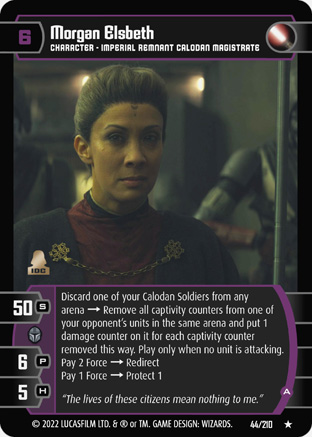 6
Morgan Elsbeth
CHARACTER - IMPERIAL REMNANT CALODAN MAGISTRATE
IDC
50 S
6 P
5 H
Discard one of your Calodan Soldiers from any
arena → Remove all captivity counters from one of
your opponent's units in the same arena and put 1
damage counter on it for each captivity counter
removed this way. Play only when no unit is attacking.
Pay 2 Force → Redirect
Pay 1 Force → Protect 1
"The lives of these citizens mean nothing to me."
A
© 2022 LUCASFILM LTD. & ® or TM. GAME DESIGN: WIZARDS.
44/210